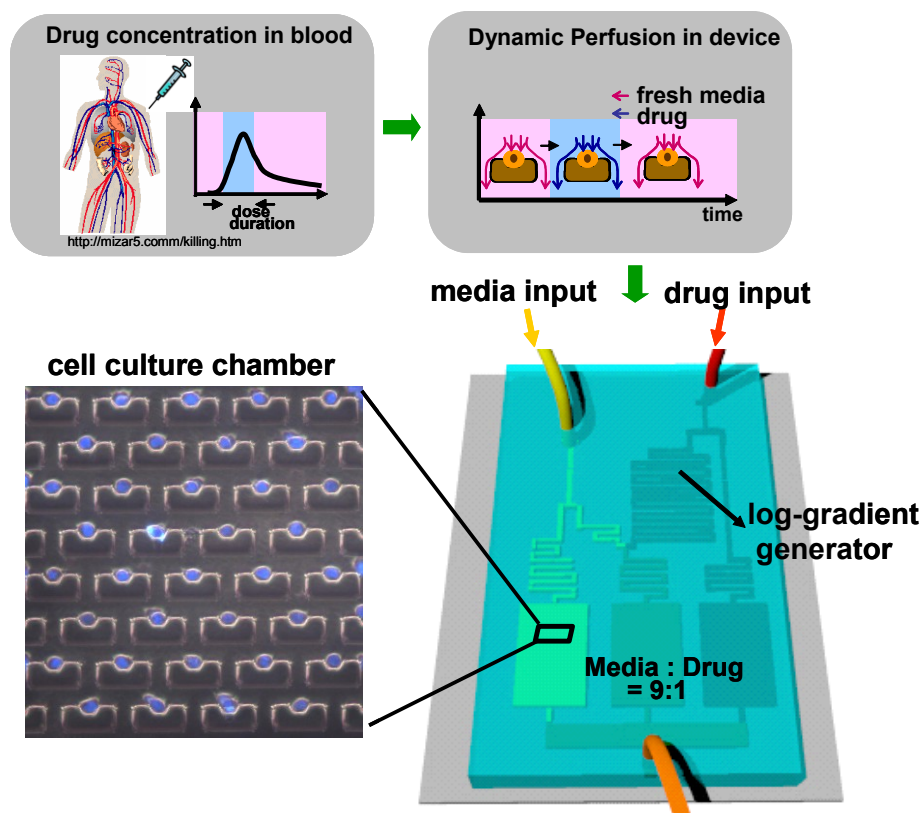 Drug concentration in blood
dose
duration
http://mizar5.comm/killing.htm
Dynamic Perfusion in device
fresh media
drug
time
media input
drug input
cell culture chamber
log-gradient
generator
Media : Drug
= 9:1